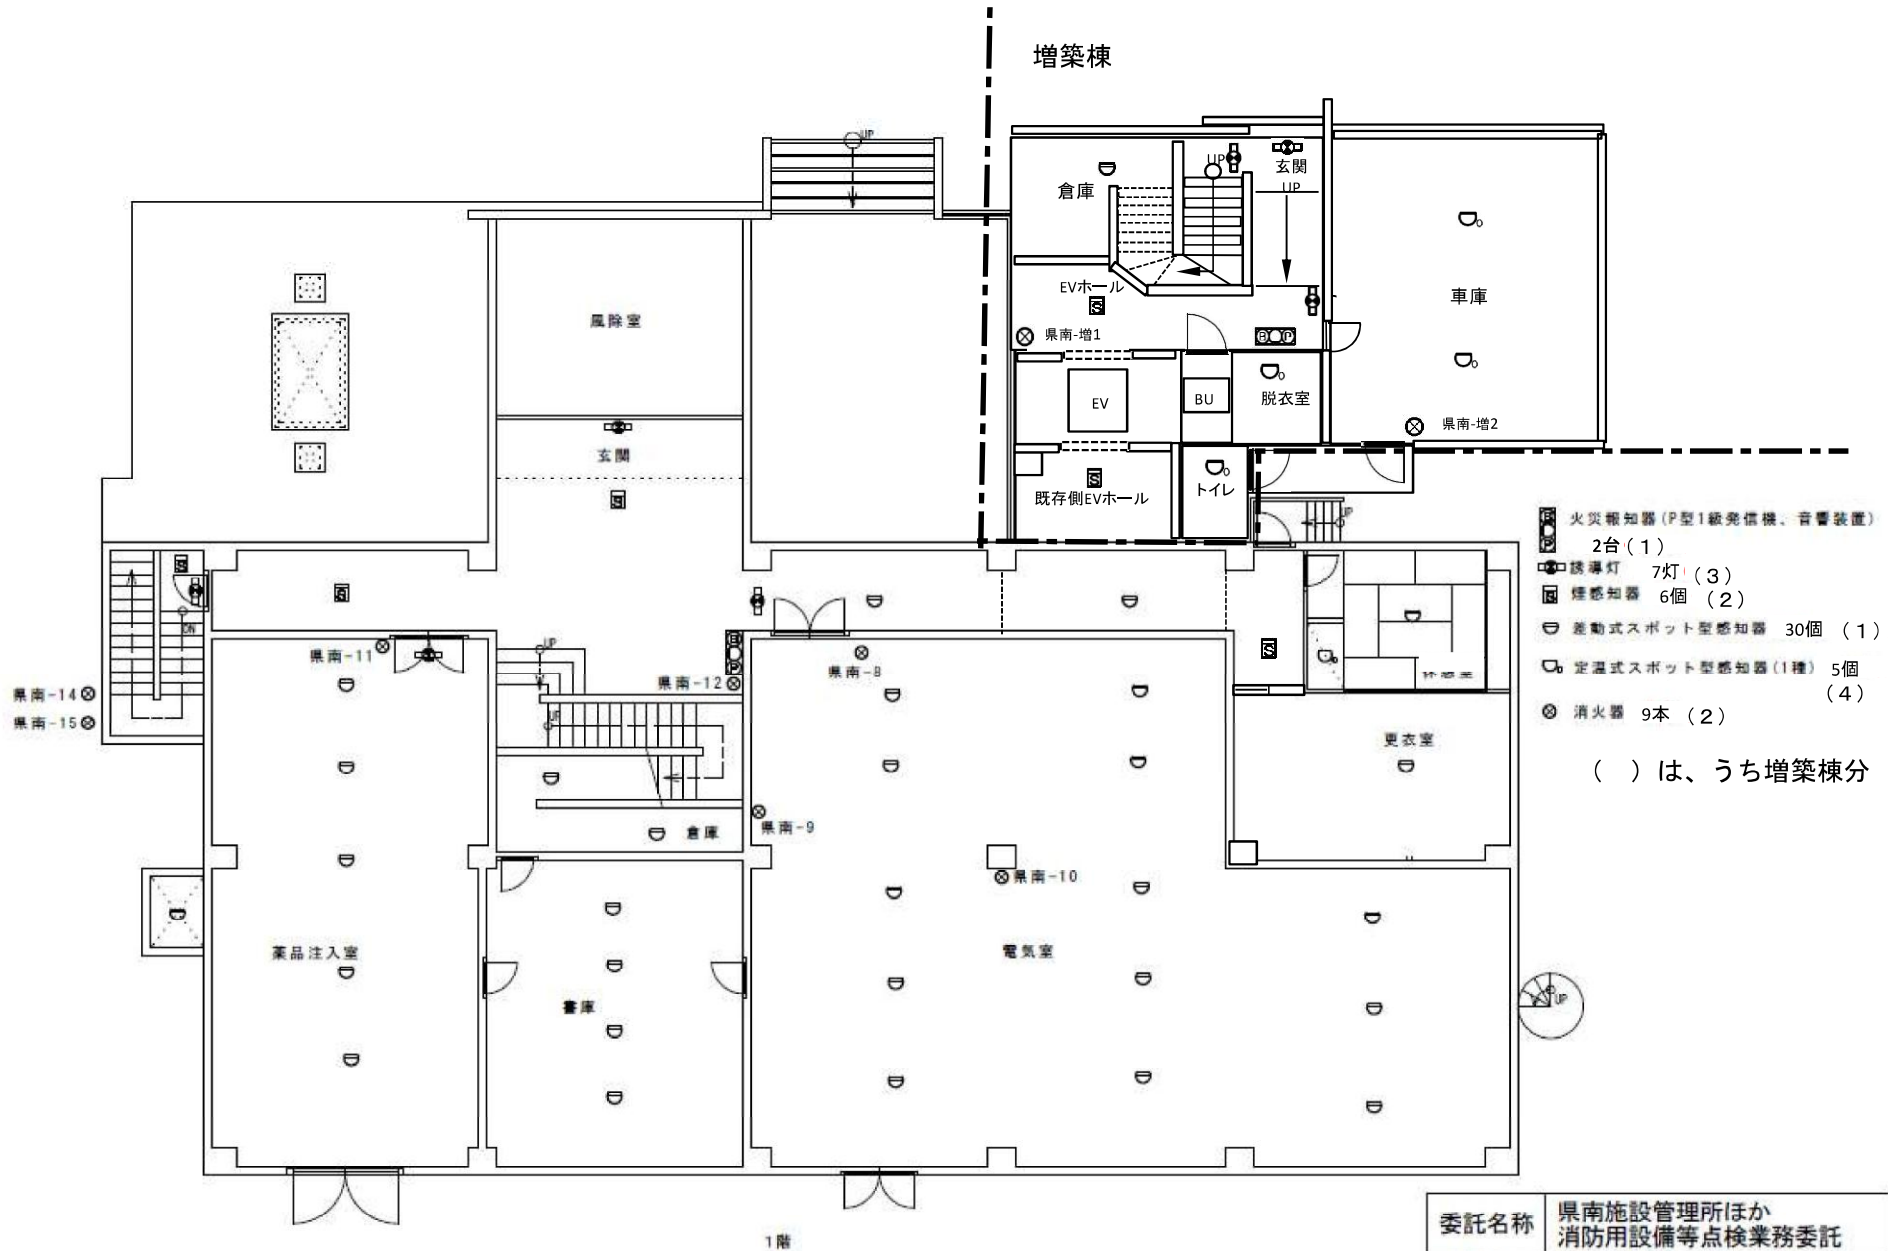 増築棟
UP
UP
玄関
UP
倉庫
EVホール
S
車庫
県南-増1
B P
風除室
EV
BU
脱衣室
県南-増2
玄関
S
S
既存側EVホール
トイレ
UP
S
S
DN
火災報知器(P型1級発信機、音響装置)
2台(1)
誘導灯 7灯(3)
煙感知器 6個(2)
差動式スポット型感知器 30個(1)
定温式スポット型感知器(1種) 5個
(4)
消火器 9本(2)
( )は、うち増築棟分
県南-11
UP
県南-12
B
P
県南-8
S
県南-14
県南-15
UP
更衣室
県南-9
倉庫
県南-10
薬品注入室
電気室
書庫
UP
1階
委託名称
県南施設管理所ほか
消防用設備等点検業務委託